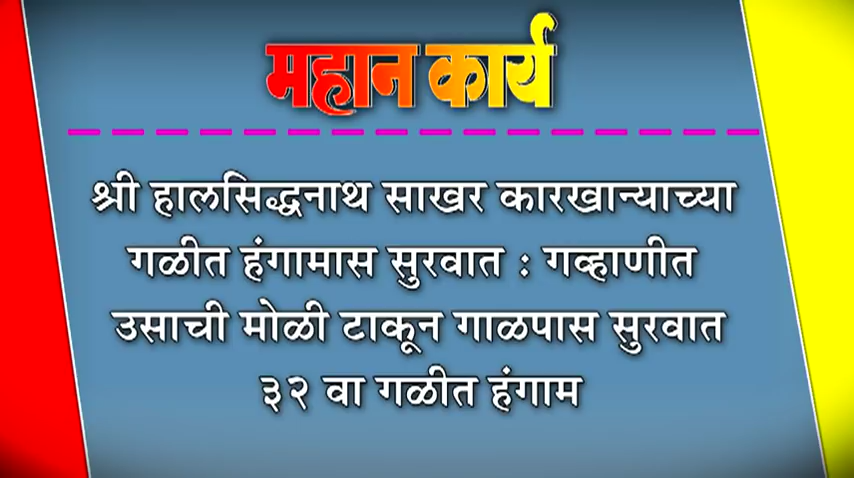 महान कार्य
श्री हालसिद्धनाथ साखर कारखान्याच्या
गळीत हंगामास सुरवात : गव्हाणीत
उसाची मोळी टाकून गाळपास सुरवात
३२ वा गळीत हंगाम